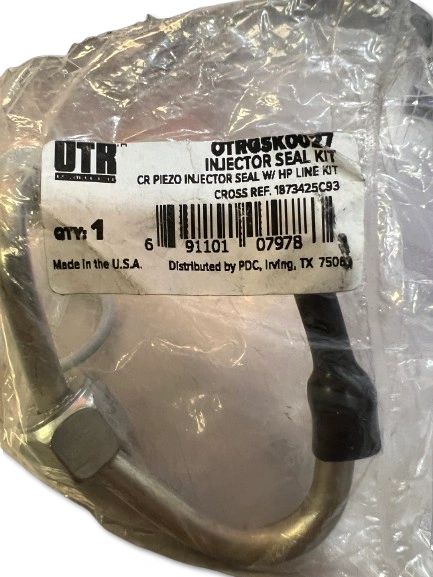 UTR
OTRGSK0027
INJECTOR SEAL KIT
CR PIEZO INJECTOR SEAL W/ HP LINE KIT
CROSS REF. 1873425C93
QTY: 1
6 91101 07978
Made in the U.S.A. Distributed by PDC, Irving, TX